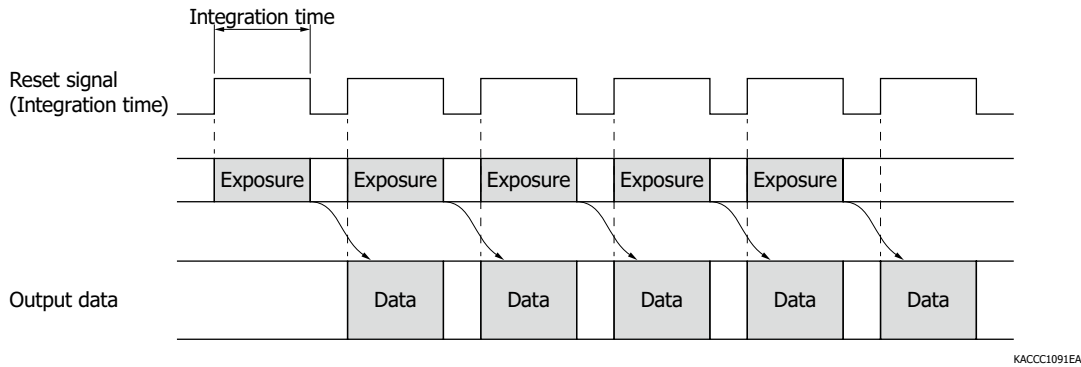 Integration time
Reset signal
(Integration time)
Exposure Exposure Exposure Exposure Exposure
Output data
Data Data Data Data Data
KACCC1091EA